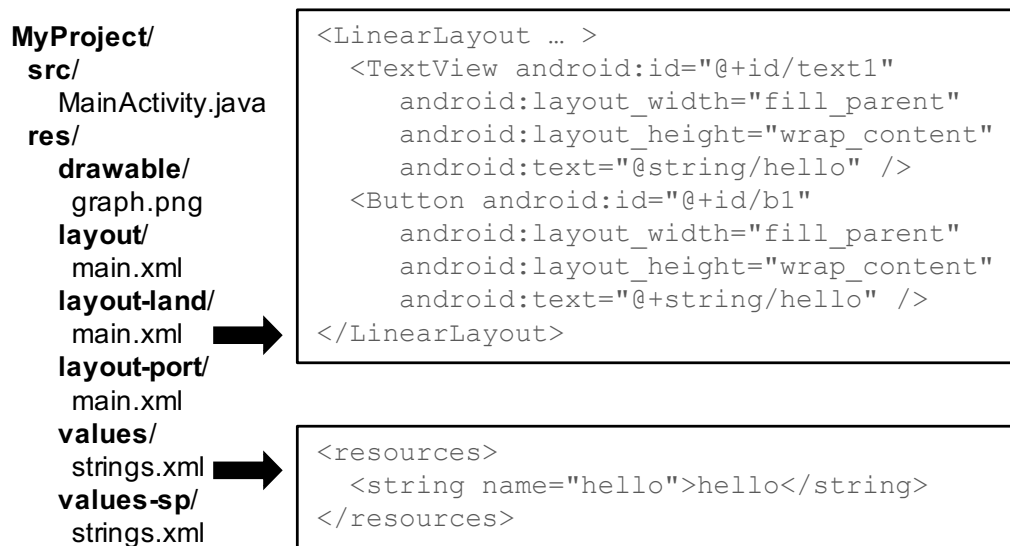 MyProject/
src/
MainActivity.java
res/
drawable/
graph.png
layout/
main.xml
layout-land/
main.xml
layout-port/
main.xml
values/
strings.xml
values-sp/
strings.xml
<LinearLayout … >
<TextView android:id="@+id/text1"
android:layout_width="fill_parent"
android:layout_height="wrap_content"
android:text="@string/hello" />
<Button android:id="@+id/b1"
android:layout_width="fill_parent"
android:layout_height="wrap_content"
android:text="@+string/hello" />
</LinearLayout>
<resources>
<string name="hello">hello</string>
</resources>